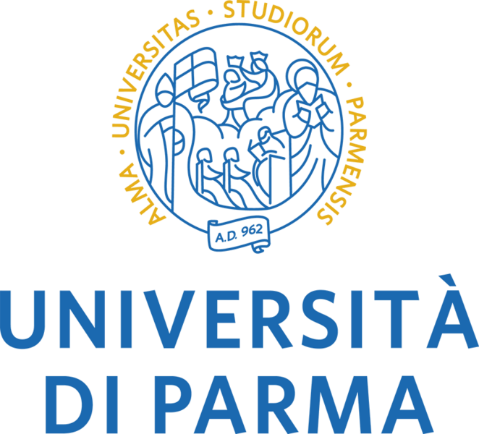 ALMA · UNIVERSITAS · STUDIORUM · PARMENSIS
A.D. 962
UNIVERSITÀ
DI PARMA